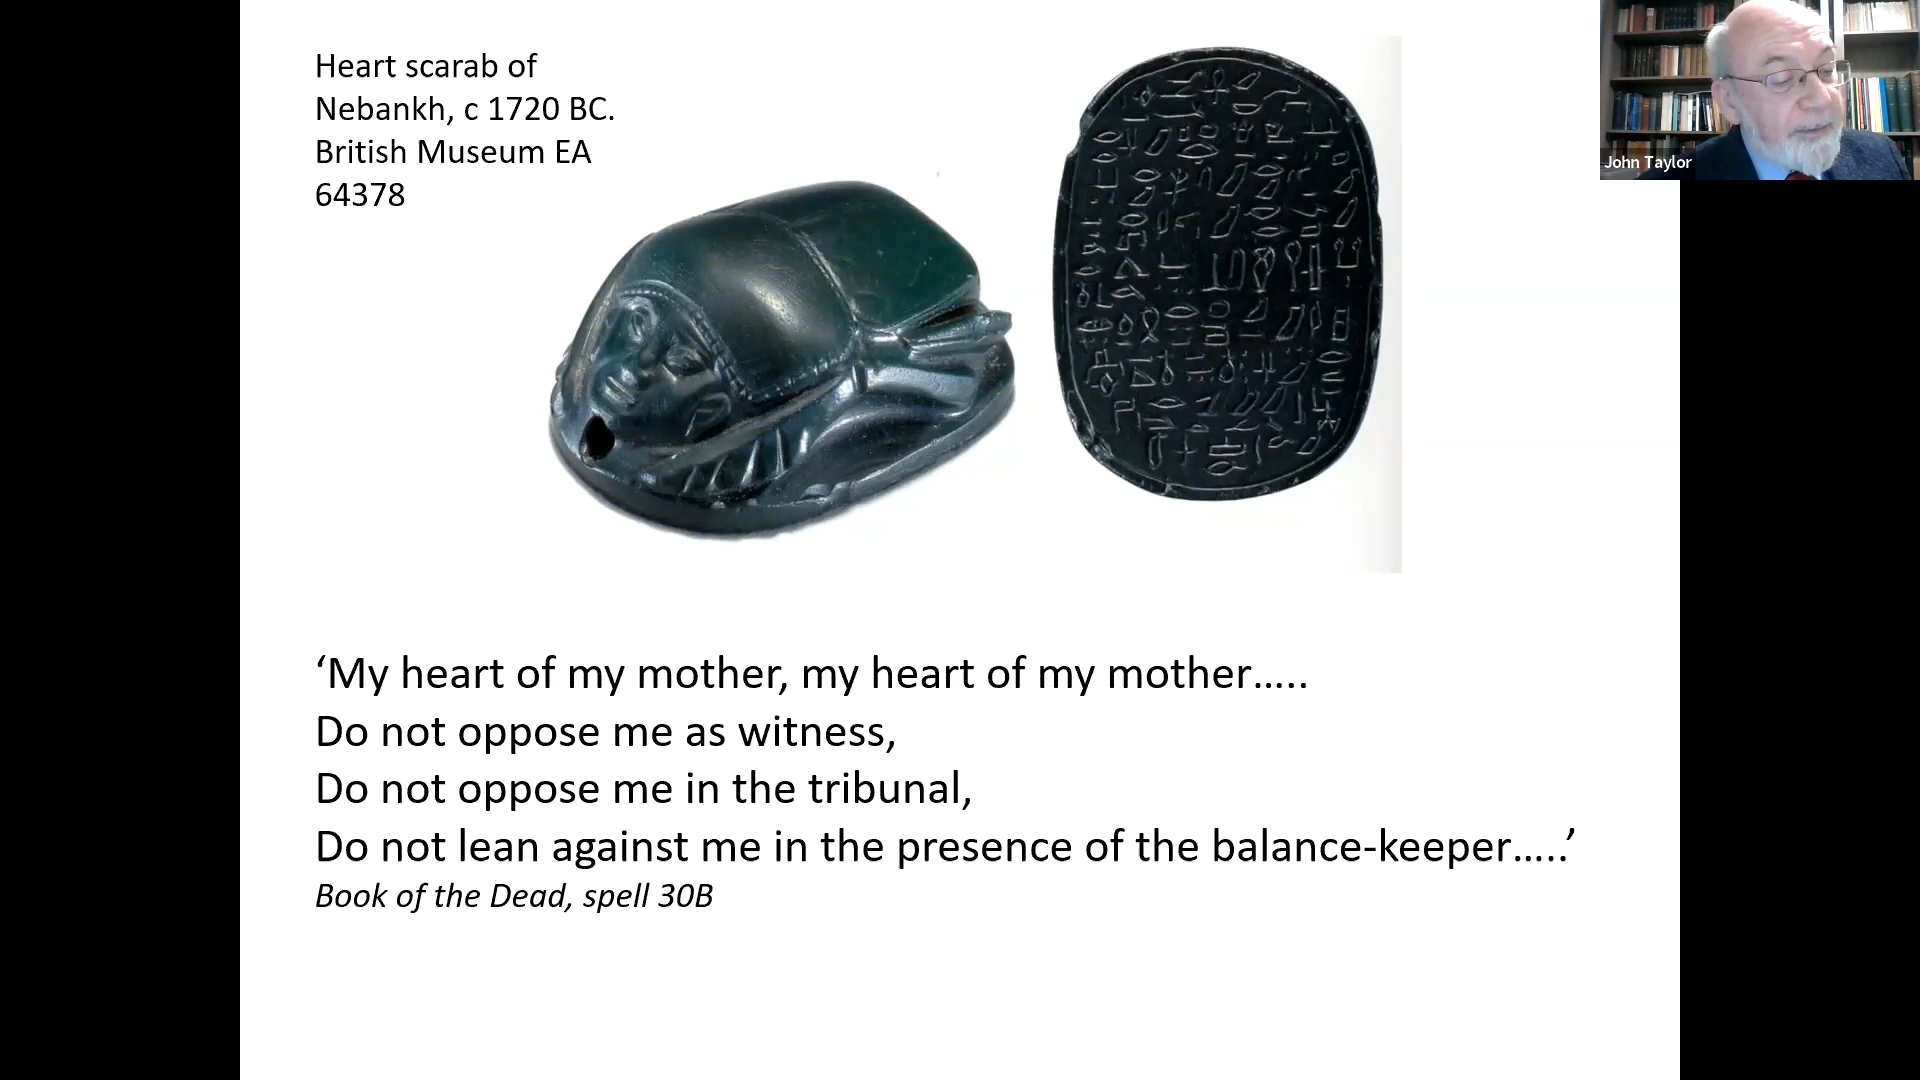 Heart scarab of
Nebankh, c 1720 BC.
British Museum EA
64378
John Taylor
‘My heart of my mother, my heart of my mother…..
Do not oppose me as witness,
Do not oppose me in the tribunal,
Do not lean against me in the presence of the balance-keeper…..’
Book of the Dead, spell 30B